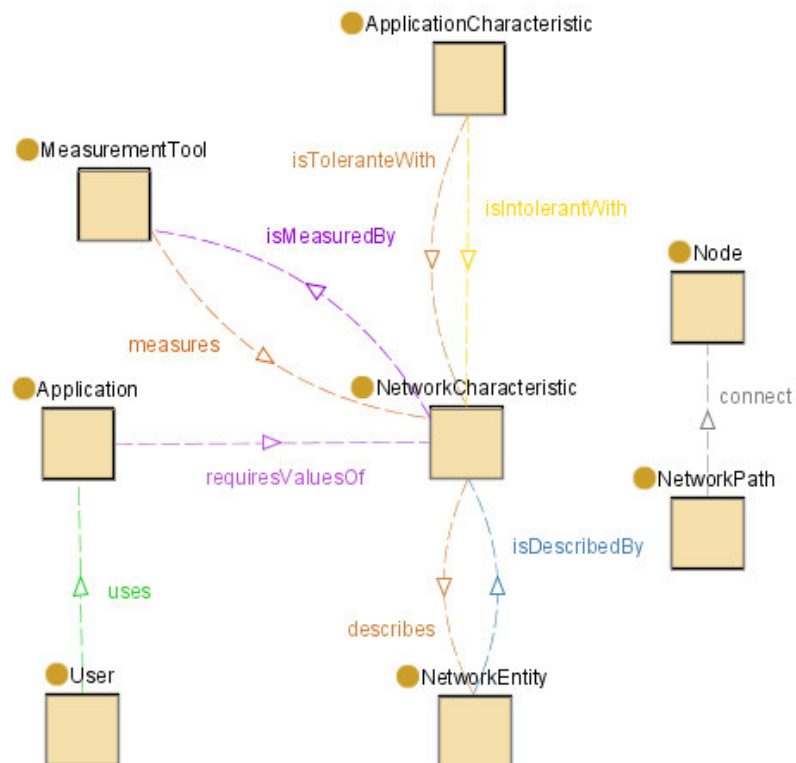 ApplicationCharacteristic
MeasurementTool
isToleranteWith
isIntolerantWith
isMeasuredBy
Node
measures
Application
NetworkCharacteristic
connect
requiresValuesOf
NetworkPath
isDescribedBy
uses
describes
User
NetworkEntity